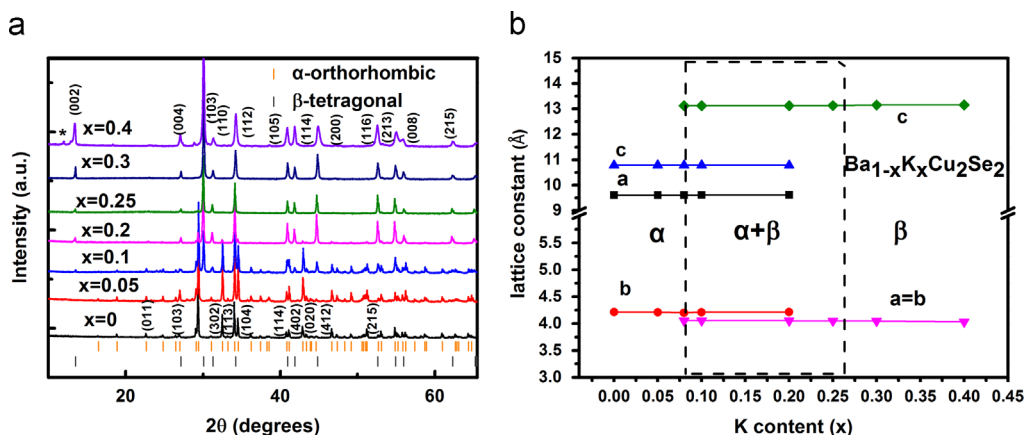 a
Intensity (a.u.)
α-orthorhombic
β-tetragonal
(002)
(004)
(103)
(110)
(112)
(105)
(114)
(200)
(116)
(213)
(008)
(215)
*
x=0.4
x=0.3
x=0.25
x=0.2
x=0.1
x=0.05
x=0
(011)
(103)
(302)
(113)
(104)
(114)
(402)
(020)
(412)
(215)
20 40 60
2θ (degrees)
b
lattice constant (Å)
15
14
13
12
11
10
9
5.5
5.0
4.5
4.0
3.5
3.0
c
c
a
Ba1-xKxCu2Se2
α
α+β
β
b
a=b
0.00 0.05 0.10 0.15 0.20 0.25 0.30 0.35 0.40 0.45
K content (x)